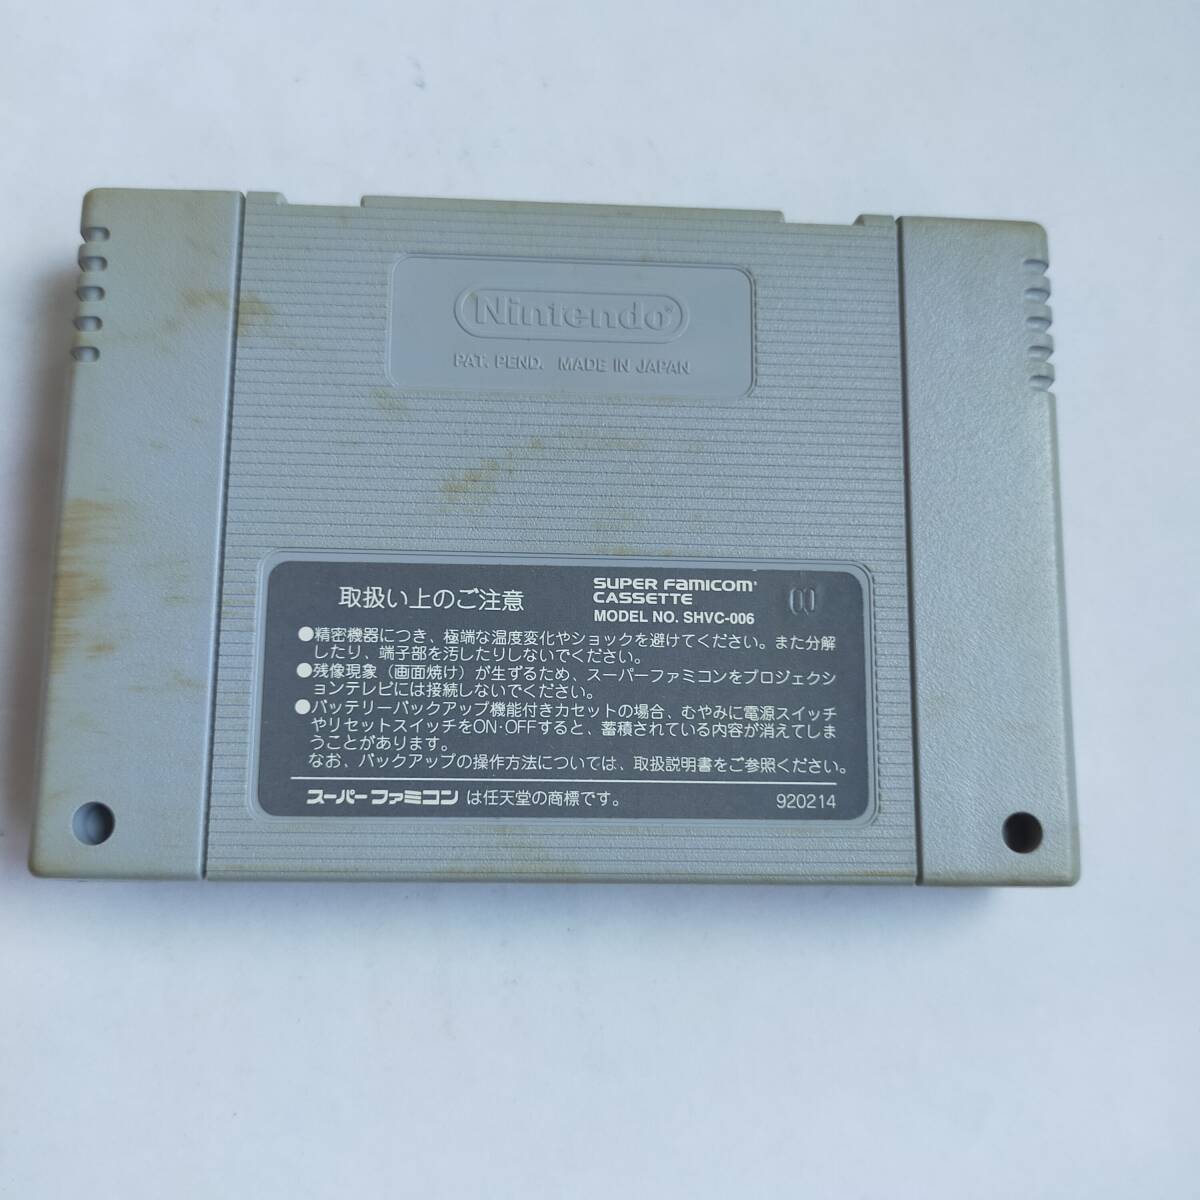 Nintendo®
PAT. PEND. MADE IN JAPAN
取扱い上のご注意
SUPER FAMICOM
CASSETTE
MODEL NO. SHVC-006
●精密機器につき、極端な温度変化やショックを避けてください。また分解
したり、端子部を汚したりしないでください。
●残像現象（画面焼け）が生ずるため、スーパーファミコンをプロジェクシ
ョンテレビには接続しないでください。
●バッテリーバックアップ機能付きカセットの場合、むやみに電源スイッチ
やリセットスイッチをON·OFFすると、蓄積されている内容が消えてしま
うことがあります。
なお、バックアップの操作方法については、取扱説明書をご参照ください。
スーパーファミコン は任天堂の商標です。
920214